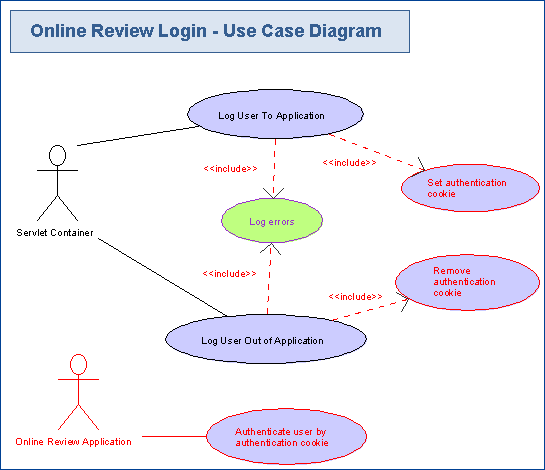 Online Review Login - Use Case Diagram
Log User To Application
<<include>>
<<include>>
Set authentication
cookie
Servlet Container
Log errors
<<include>>
Remove
authentication
cookie
<<include>>
Log User Out of Application
Online Review Application
Authenticate user by
authentication cookie